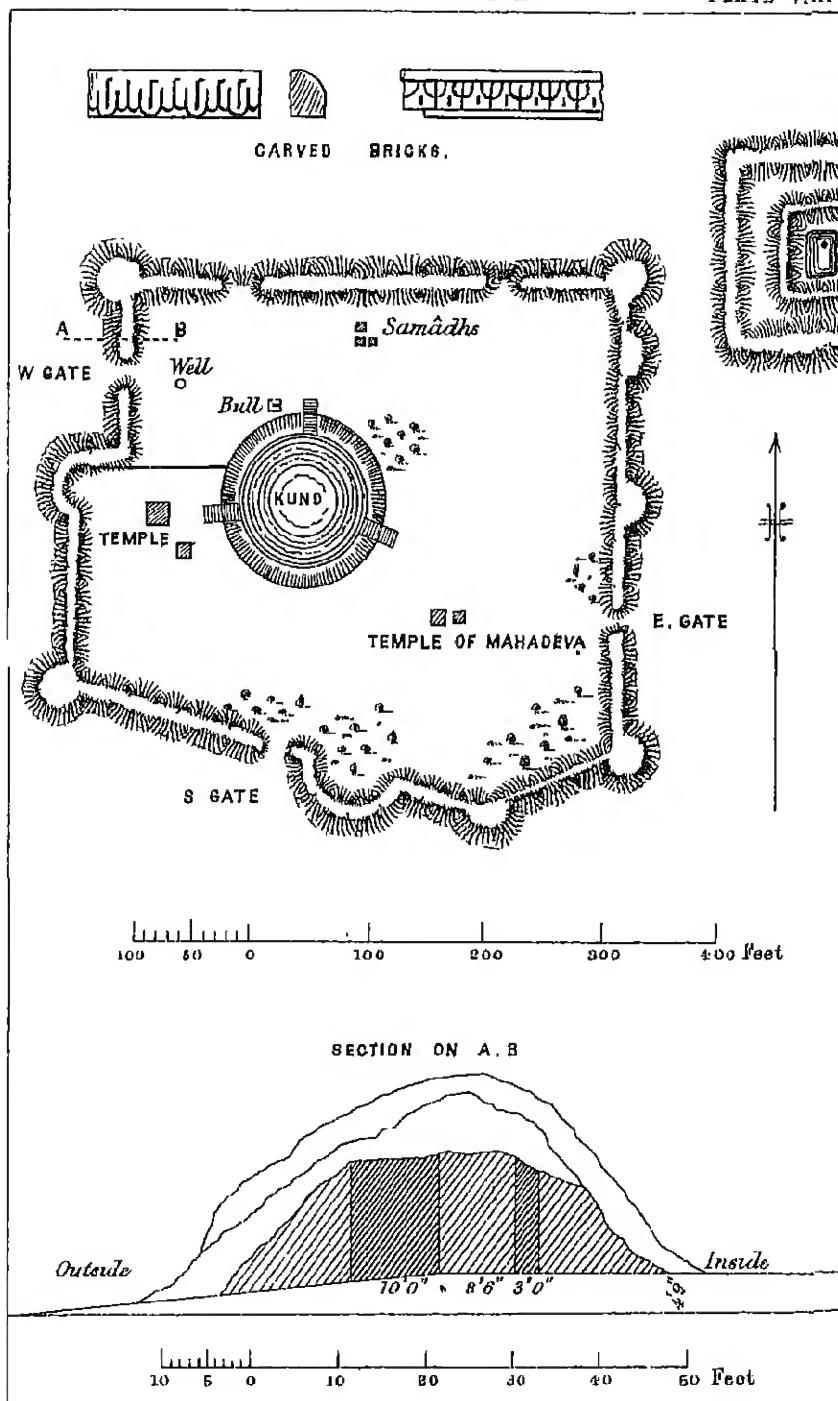 CARVED BRICKS.
A B
Samâdhs
W GATE
Well
Bull
KUND
TEMPLE
E. GATE
TEMPLE OF MAHADEVA
S GATE
100 50 0 100 200 300 400 Feet
SECTION ON A. B
Outside
Inside
10'0" 8'6" 3'0" 4'9"
10 5 0 10 20 30 40 50 Feet